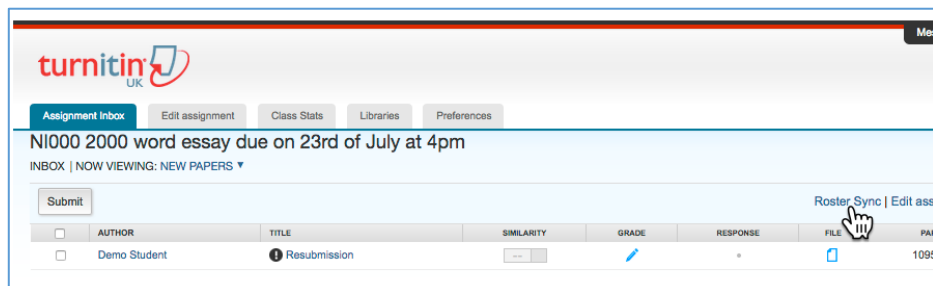 Mes
turnitin
UK
Assignment Inbox Edit assignment Class Stats Libraries Preferences
NI000 2000 word essay due on 23rd of July at 4pm
INBOX | NOW VIEWING: NEW PAPERS ▼
Submit Roster Sync | Edit ass
AUTHOR TITLE SIMILARITY GRADE RESPONSE FILE PA
Demo Student Resubmission -- 1095